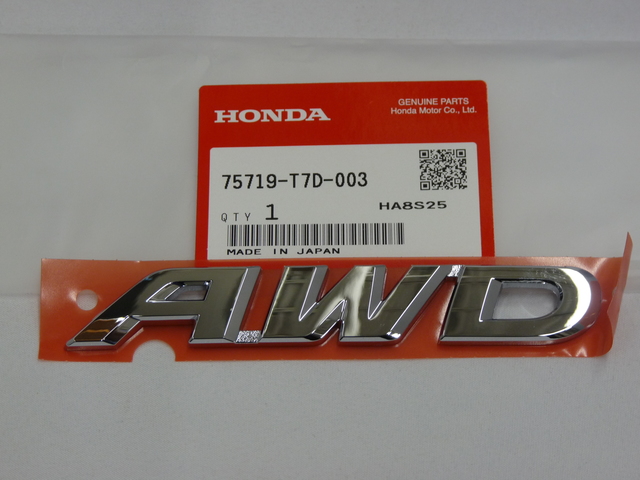 HONDA
GENUINE PARTS
Honda Motor Co., Ltd.
75719-T7D-003
HA8S25
QTY 1
MADE IN JAPAN
AWD